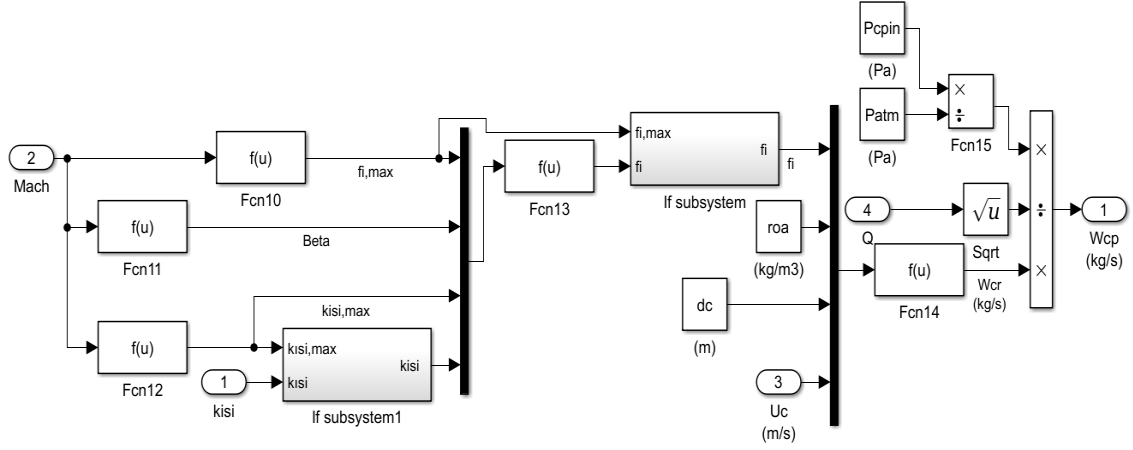 Pcpin
(Pa)
Patm
(Pa)
×
÷
Fcn15
2
Mach
f(u)
Fcn10
fi,max
f(u)
Fcn11
Beta
f(u)
Fcn12
kisi,max
1
kisi
kısi,max
kısi
kisi
If subsystem1
f(u)
Fcn13
fi,max
fi
fi
If subsystem
fi
roa
(kg/m3)
dc
(m)
3
Uc
(m/s)
4
Q
√u
Sqrt
f(u)
Fcn14
Wcr
(kg/s)
×
÷
×
1
Wcp
(kg/s)